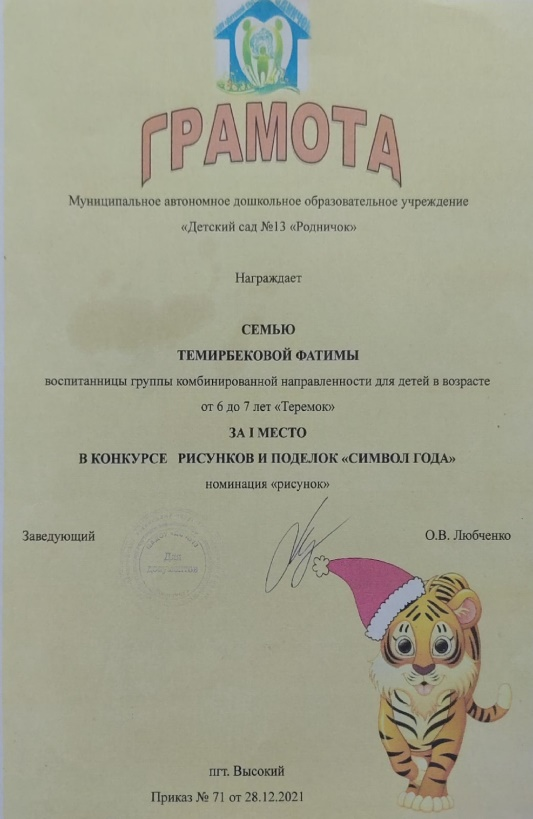 ГРАМОТА
Муниципальное автономное дошкольное образовательное учреждение
«Детский сад №13 «Родничок»
Награждает
СЕМЬЮ
ТЕМИРБЕКОВОЙ ФАТИМЫ
воспитанницы группы комбинированной направленности для детей в возрасте
от 6 до 7 лет «Теремок»
ЗА I МЕСТО
В КОНКУРСЕ РИСУНКОВ И ПОДЕЛОК «СИМВОЛ ГОДА»
номинация «рисунок»
Заведующий О.В. Любченко
Для
документов
пгт. Высокий
Приказ № 71 от 28.12.2021